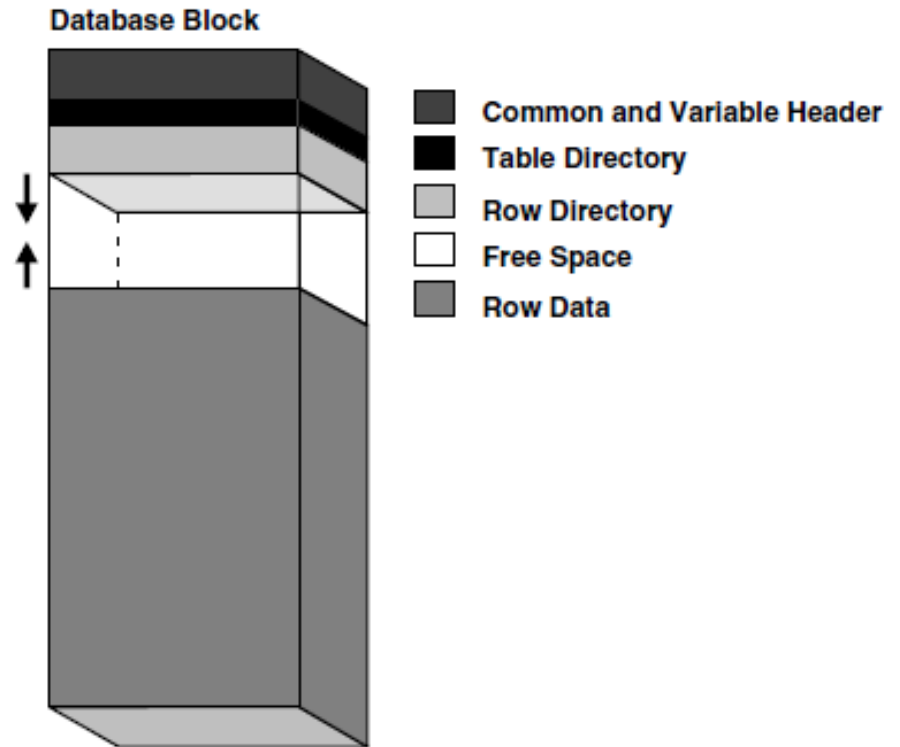 Database Block
Common and Variable Header
Table Directory
Row Directory
Free Space
Row Data